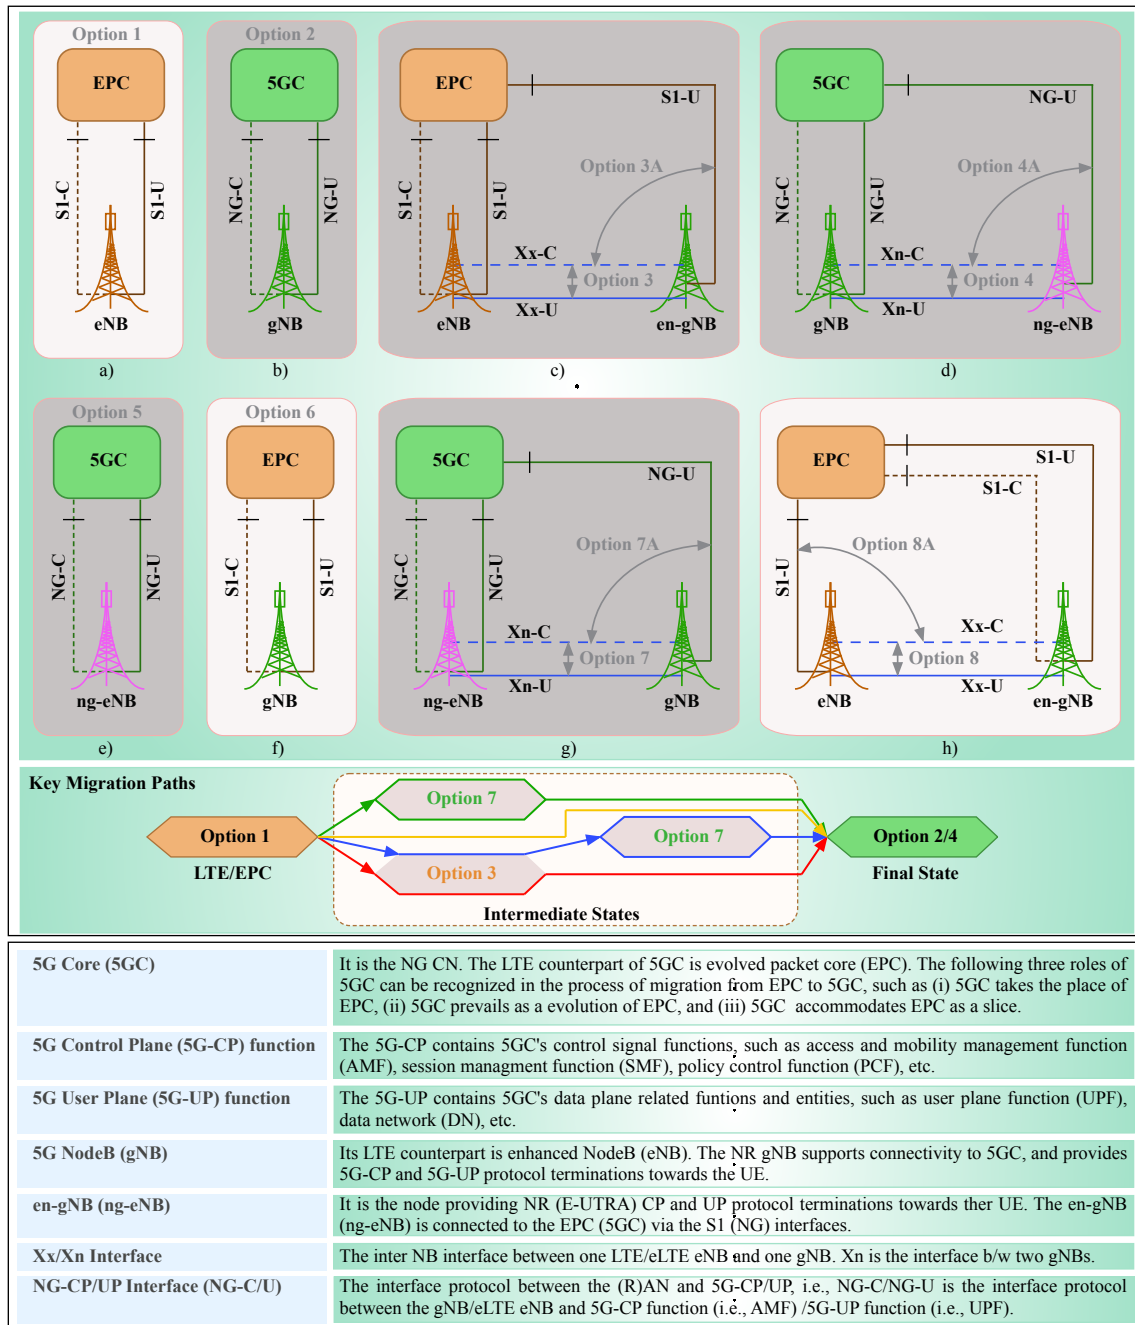 Option 1
EPC
S1-C
S1-U
eNB
a)
Option 2
5GC
NG-C
NG-U
gNB
b)
EPC
S1-U
Option 3A
S1-C
S1-U
Xx-C
Option 3
Xx-U
eNB
en-gNB
c)
5GC
NG-U
Option 4A
NG-C
NG-U
Xn-C
Option 4
Xn-U
gNB
ng-eNB
d)
Option 5
5GC
NG-C
NG-U
ng-eNB
e)
Option 6
EPC
S1-C
S1-U
gNB
f)
5GC
NG-U
Option 7A
NG-C
NG-U
Xn-C
Option 7
Xn-U
ng-eNB
gNB
g)
EPC
S1-U
S1-C
Option 8A
S1-U
Xx-C
Option 8
Xx-U
eNB
en-gNB
h)
Key Migration Paths
Option 7
Option 1
Option 7
Option 2/4
LTE/EPC
Option 3
Final State
Intermediate States
5G Core (5GC)
It is the NG CN. The LTE counterpart of 5GC is evolved packet core (EPC). The following three roles of
5GC can be recognized in the process of migration from EPC to 5GC, such as (i) 5GC takes the place of
EPC, (ii) 5GC prevails as a evolution of EPC, and (iii) 5GC accommodates EPC as a slice.
5G Control Plane (5G-CP) function
The 5G-CP contains 5GC's control signal functions, such as access and mobility management function
(AMF), session managment function (SMF), policy control function (PCF), etc.
5G User Plane (5G-UP) function
The 5G-UP contains 5GC's data plane related funtions and entities, such as user plane function (UPF),
data network (DN), etc.
5G NodeB (gNB)
Its LTE counterpart is enhanced NodeB (eNB). The NR gNB supports connectivity to 5GC, and provides
5G-CP and 5G-UP protocol terminations towards the UE.
en-gNB (ng-eNB)
It is the node providing NR (E-UTRA) CP and UP protocol terminations towards ther UE. The en-gNB
(ng-eNB) is connected to the EPC (5GC) via the S1 (NG) interfaces.
Xx/Xn Interface
The inter NB interface between one LTE/eLTE eNB and one gNB. Xn is the interface b/w two gNBs.
NG-CP/UP Interface (NG-C/U)
The interface protocol between the (R)AN and 5G-CP/UP, i.e., NG-C/NG-U is the interface protocol
between the gNB/eLTE eNB and 5G-CP function (i.e., AMF) /5G-UP function (i.e., UPF).